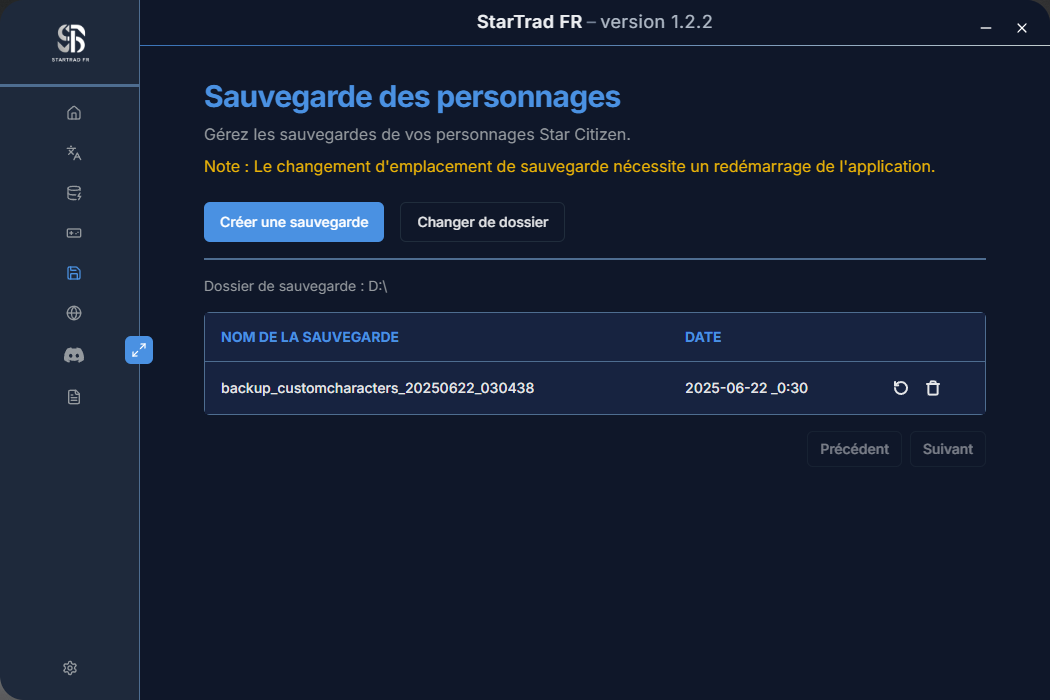 StarTrad FR – version 1.2.2
STARTRAD FR
Sauvegarde des personnages
Gérez les sauvegardes de vos personnages Star Citizen.
Note : Le changement d'emplacement de sauvegarde nécessite un redémarrage de l'application.
Créer une sauvegarde
Changer de dossier
Dossier de sauvegarde : D:\
NOM DE LA SAUVEGARDE DATE
backup_customcharacters_20250622_030438 2025-06-22 _0:30
Précédent Suivant